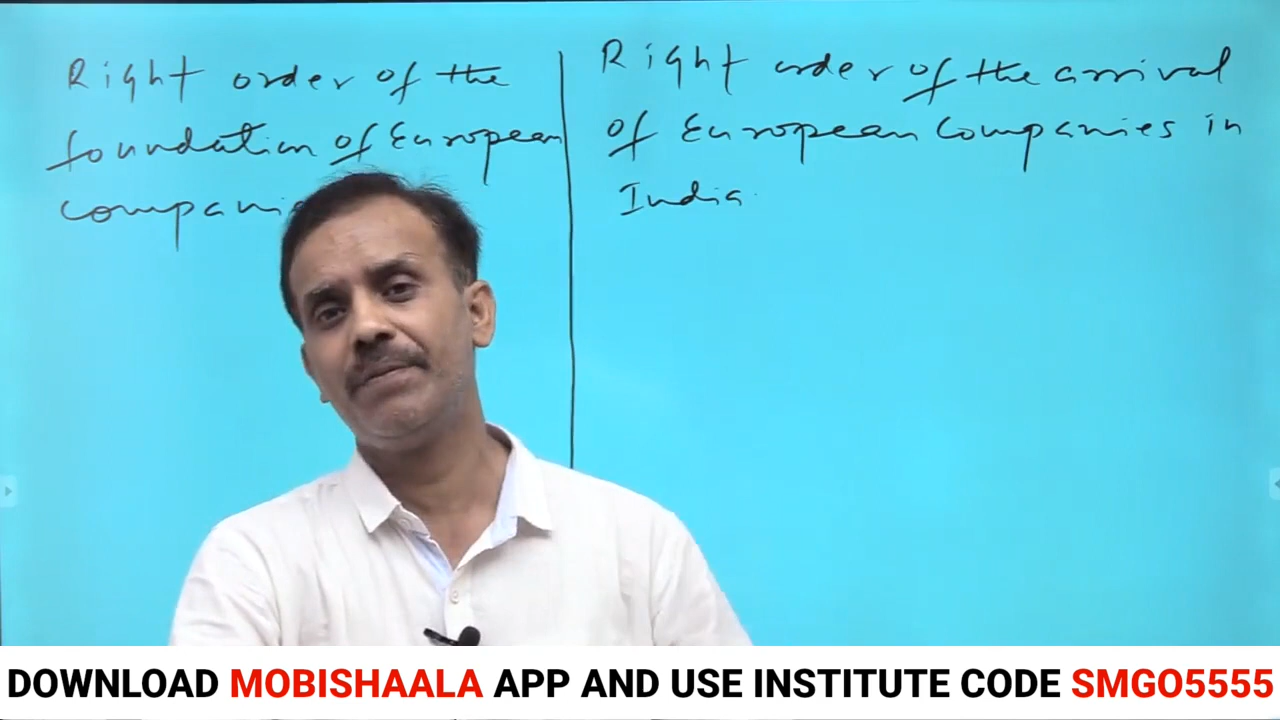 Right order of the
foundation of European
companie
Right order of the arrival
of European Companies in
India
DOWNLOAD MOBISHAALA APP AND USE INSTITUTE CODE SMGO5555